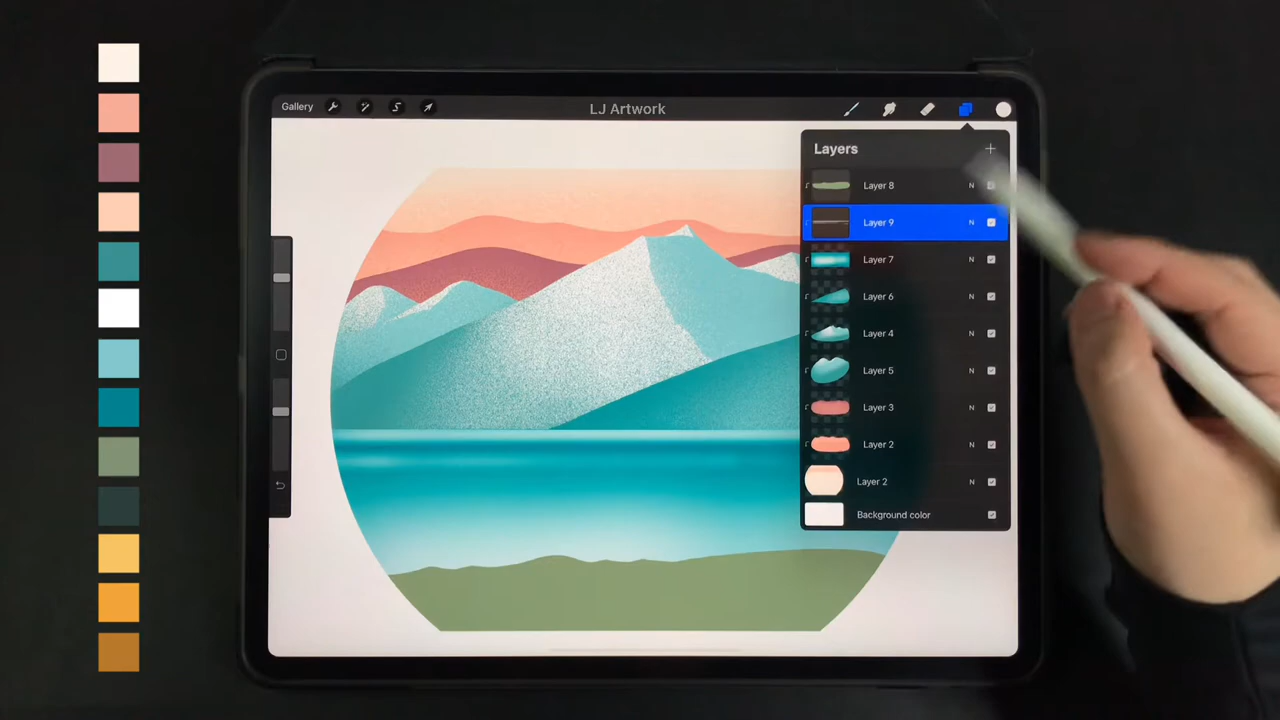 Gallery
LJ Artwork
Layers
Layer 8
N
Layer 9
N
Layer 7
N
Layer 6
N
Layer 4
N
Layer 5
N
Layer 3
N
Layer 2
N
Layer 2
N
Background color